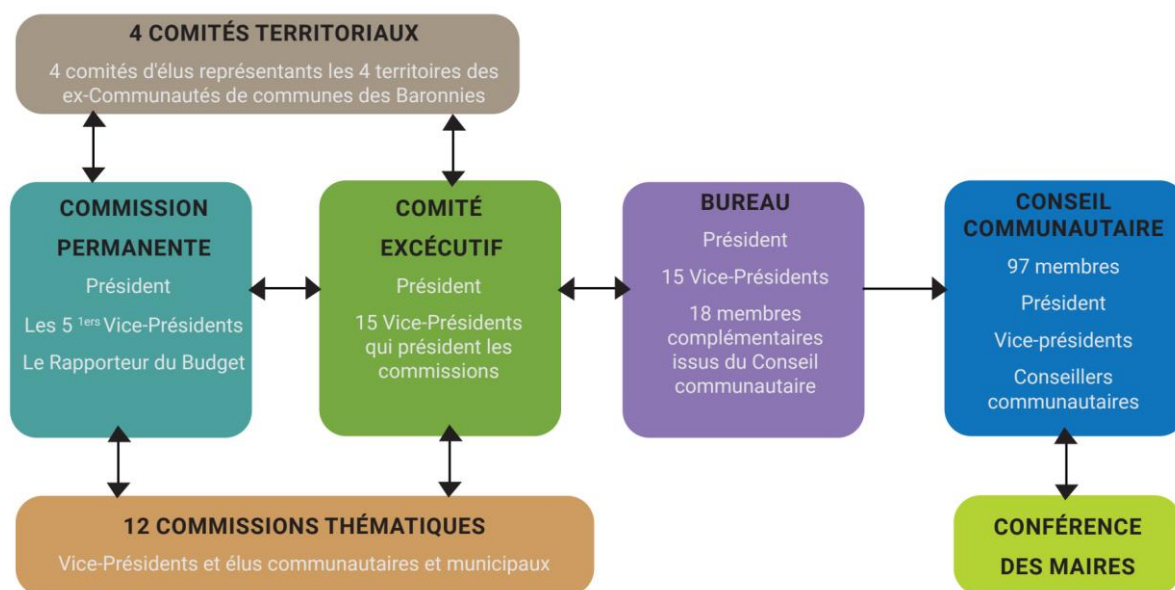 4 COMITÉS TERRITORIAUX
4 comités d'élus représentants les 4 territoires des
ex-Communautés de communes des Baronnies
COMMISSION
PERMANENTE
Président
Les 5 1ers Vice-Présidents
Le Rapporteur du Budget
COMITÉ
EXCÉCUTIF
Président
15 Vice-Présidents
qui président les
commissions
BUREAU
Président
15 Vice-Présidents
18 membres
complémentaires
issus du Conseil
communautaire
CONSEIL
COMMUNAUTAIRE
97 membres
Président
Vice-présidents
Conseillers
communautaires
12 COMMISSIONS THÉMATIQUES
Vice-Présidents et élus communautaires et municipaux
CONFÉRENCE
DES MAIRES